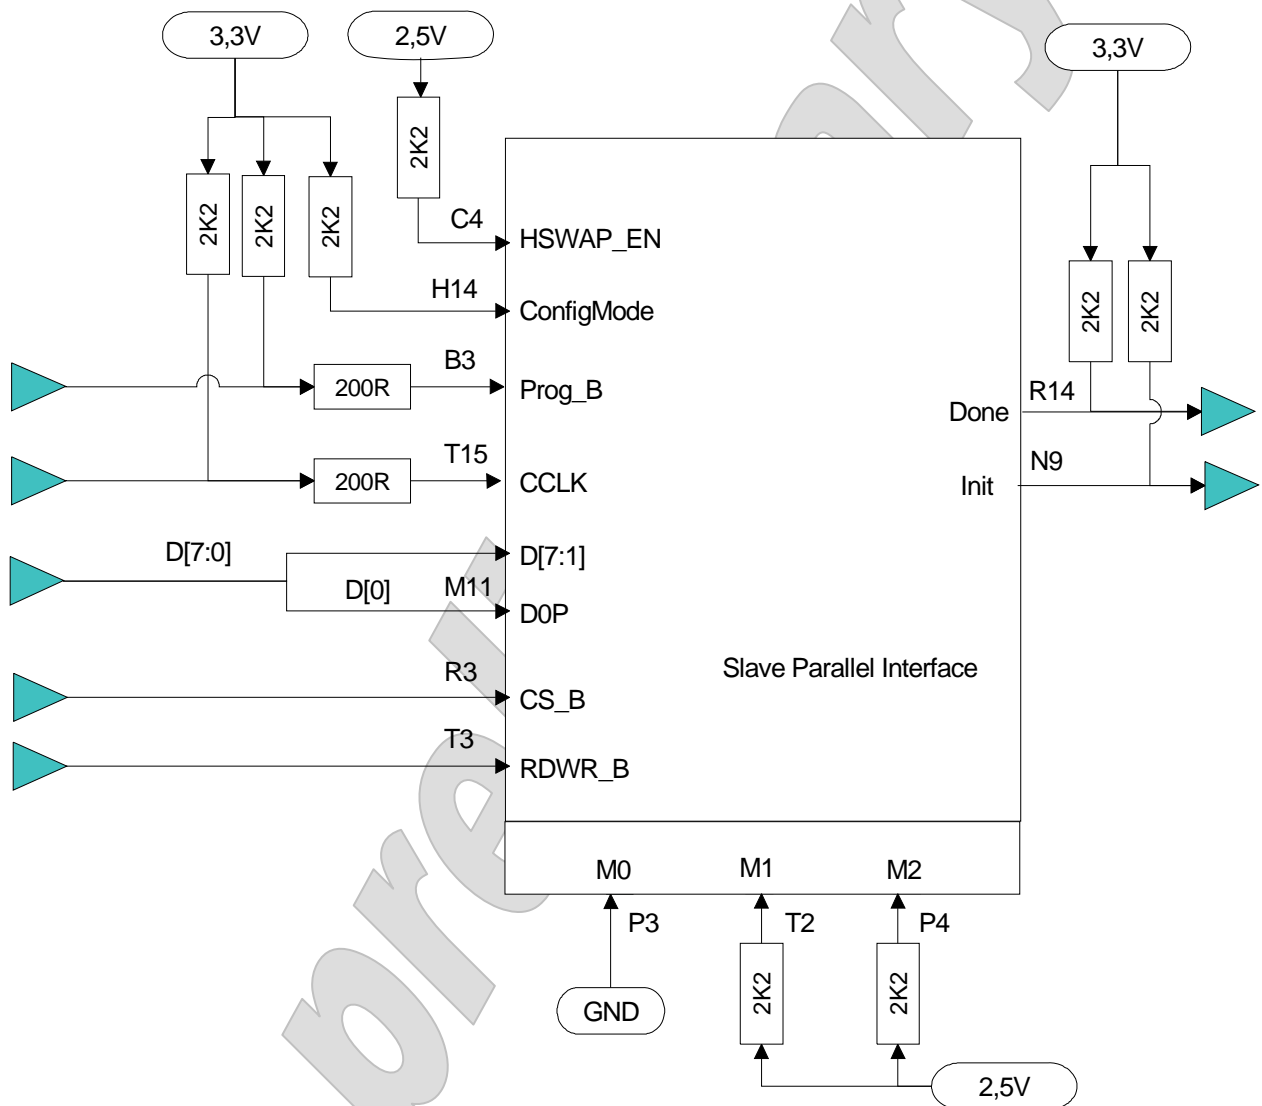 3,3V
2,5V
3,3V
2K2
2K2
2K2
2K2
2K2
2K2
C4
HSWAP_EN
H14
ConfigMode
B3
200R
Prog_B
R14
Done
T15
200R
CCLK
N9
Init
D[7:0]
D[7:1]
D[0]
M11
D0P
Slave Parallel Interface
R3
CS_B
T3
RDWR_B
M0
M1
M2
P3
T2
P4
2K2
2K2
GND
2,5V